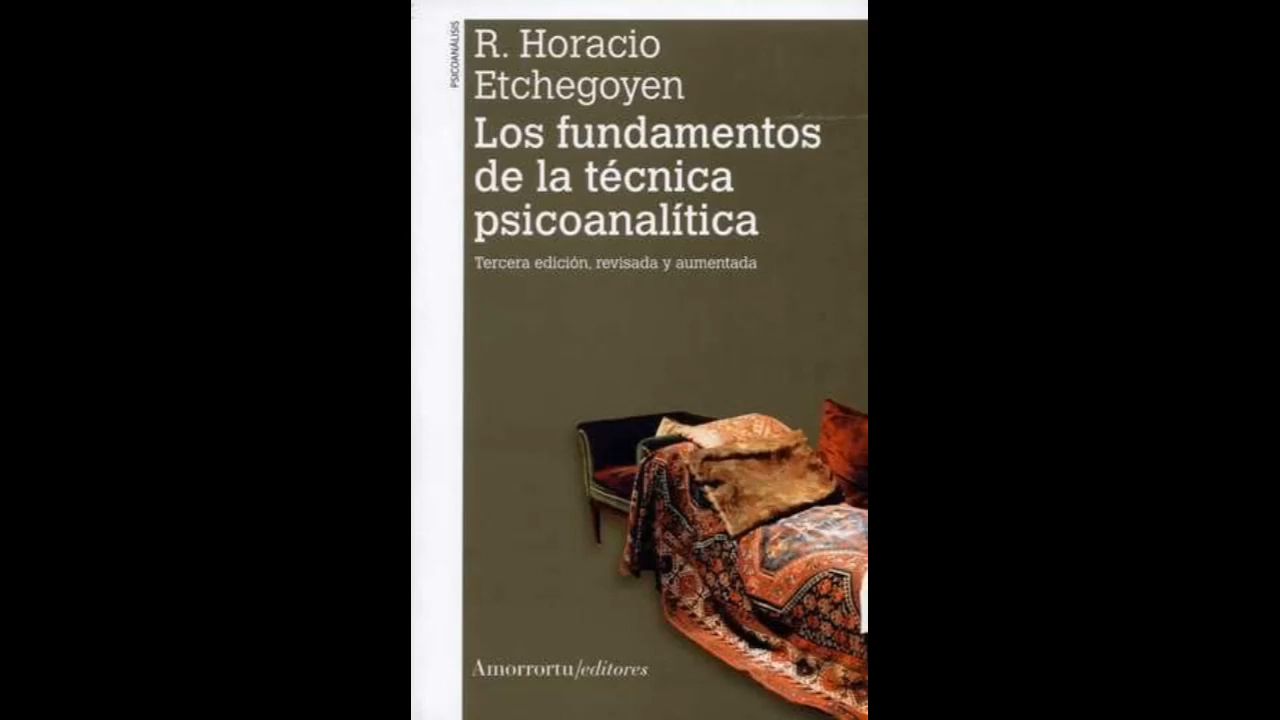 PSICOANÁLISIS
R. Horacio
Etchegoyen
Los fundamentos
de la técnica
psicoanalítica
Tercera edición, revisada y aumentada
Amorrortu/editores